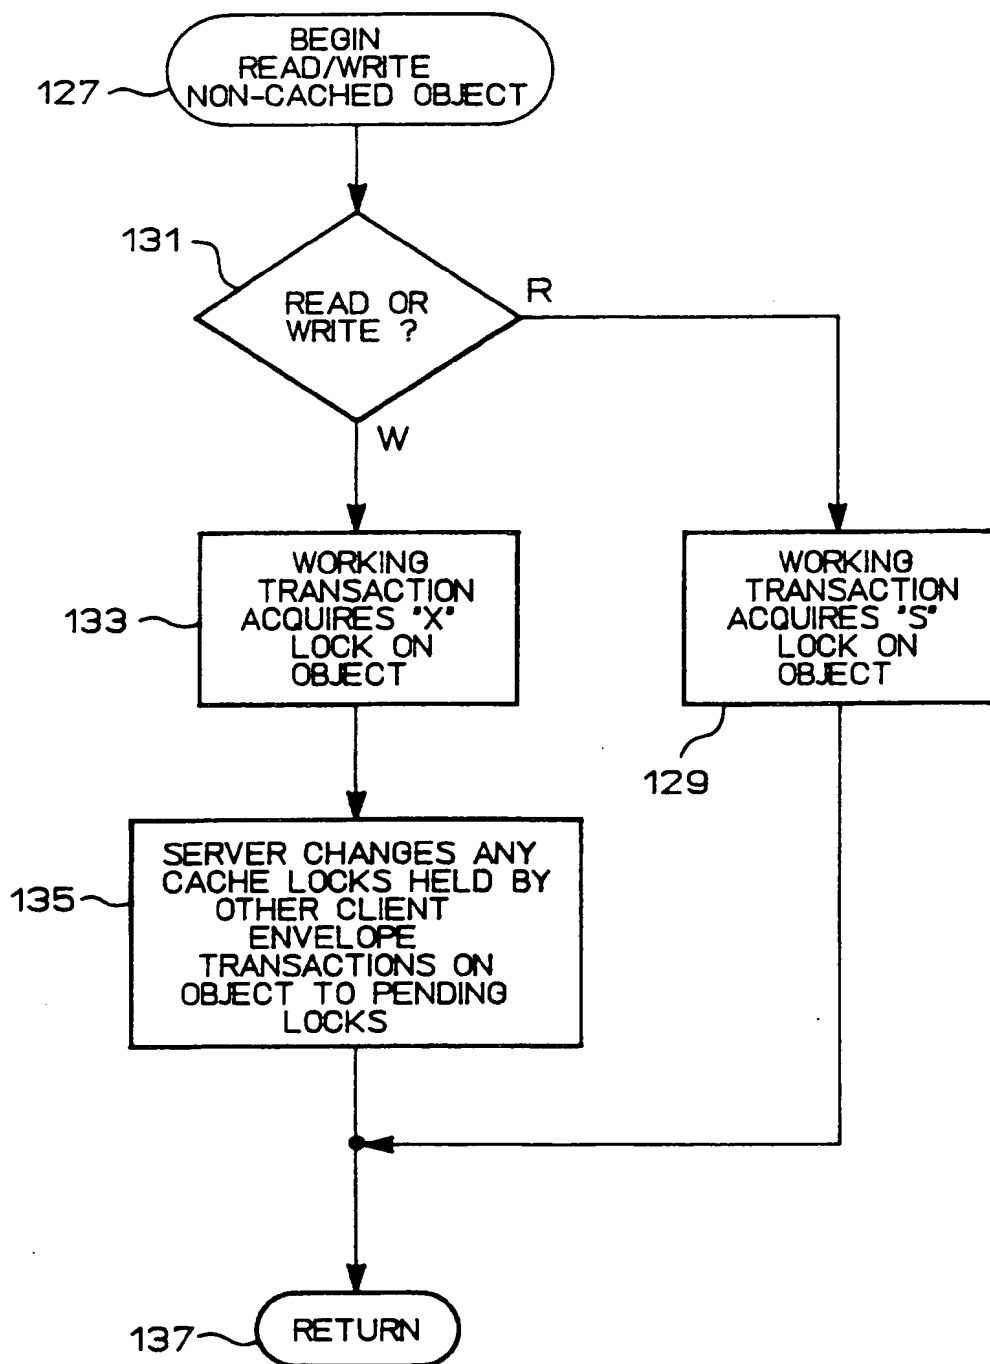 BEGIN
READ/WRITE
NON-CACHED OBJECT
127
131
READ OR
WRITE ?
R
W
WORKING
TRANSACTION
ACQUIRES "X"
LOCK ON
OBJECT
133
WORKING
TRANSACTION
ACQUIRES "S"
LOCK ON
OBJECT
129
SERVER CHANGES ANY
CACHE LOCKS HELD BY
OTHER CLIENT
ENVELOPE
TRANSACTIONS ON
OBJECT TO PENDING
LOCKS
135
RETURN
137